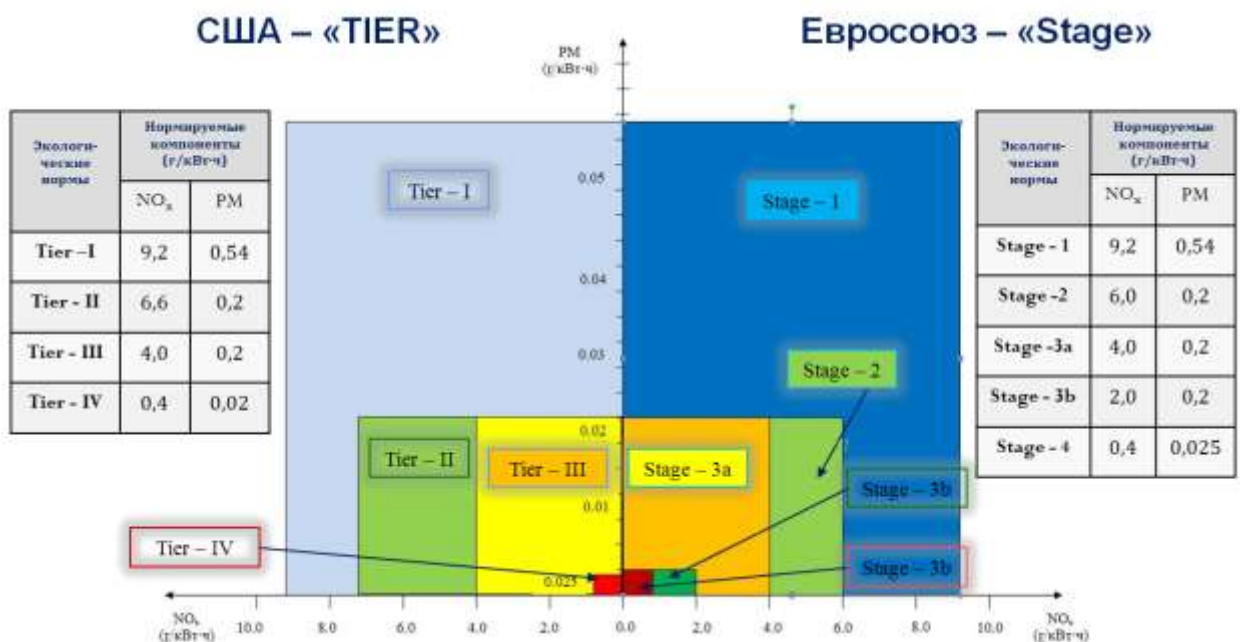 США – «TIER»
Евросоюз – «Stage»
PM
(г/кВт-ч)
Экологи-
ческие
нормы
Нормируемые
компоненты
(г/кВт-ч)
NOx
PM
Tier –I 9,2 0,54
Tier - II 6,6 0,2
Tier - III 4,0 0,2
Tier - IV 0,4 0,02
Tier – I
Tier – II
Tier – III
Tier – IV
0.05
0.04
0.03
0.02
0.01
0.025
Stage – 1
Stage – 2
Stage – 3a
Stage – 3b
Stage – 3b
Экологи-
ческие
нормы
Нормируемые
компоненты
(г/кВт-ч)
NOx
PM
Stage - 1 9,2 0,54
Stage -2 6,0 0,2
Stage -3a 4,0 0,2
Stage - 3b 2,0 0,2
Stage - 4 0,4 0,025
NOx
(г/кВт-ч)
10.0 8.0 6.0 4.0 2.0 0.0 2.0 4.0 6.0 8.0 10.0
NOx
(г/кВт-ч)